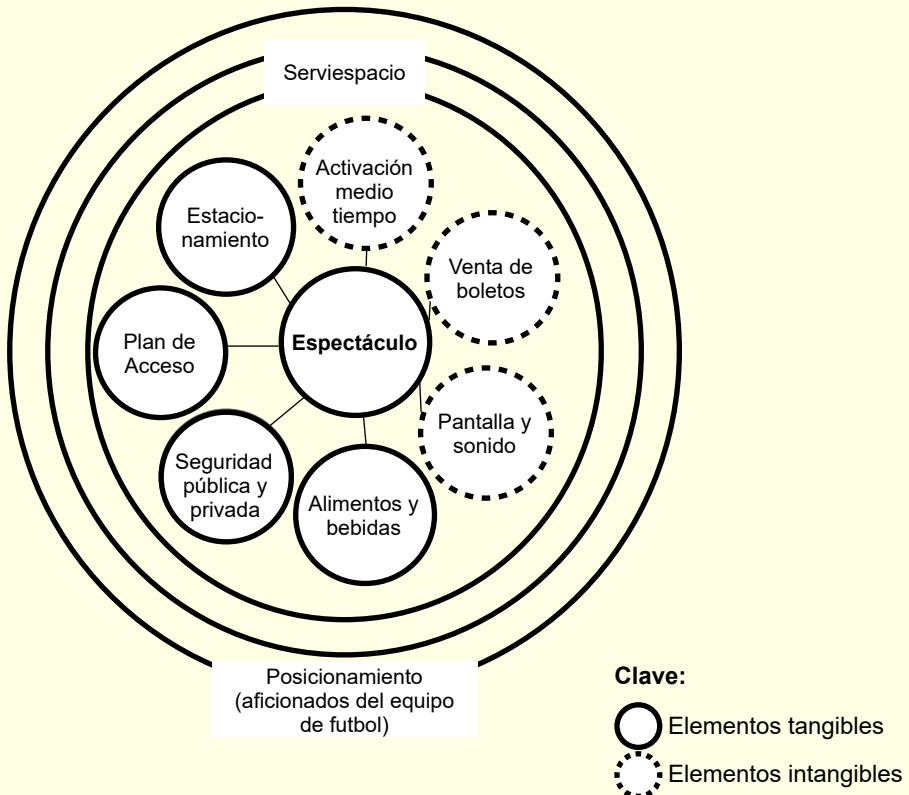 Serviespacio
Activación
medio
tiempo
Estacio-
namiento
Venta de
boletos
Plan de
Acceso
Espectáculo
Pantalla y
sonido
Seguridad
pública y
privada
Alimentos y
bebidas
Posicionamiento
(aficionados del equipo
de futbol)
Clave:
Elementos tangibles
Elementos intangibles